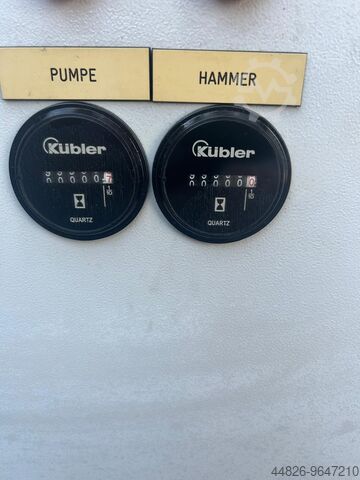 PUMPE
HAMMER
Kübler
QUARTZ
Kübler
QUARTZ
44826-9647210